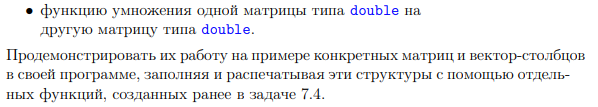 • функцию умножения одной матрицы типа double на
другую матрицу типа double.
Продемонстрировать их работу на примере конкретных матриц и вектор-столбцов
в своей программе, заполняя и распечатывая эти структуры с помощью отдель-
ных функций, созданных ранее в задаче 7.4.